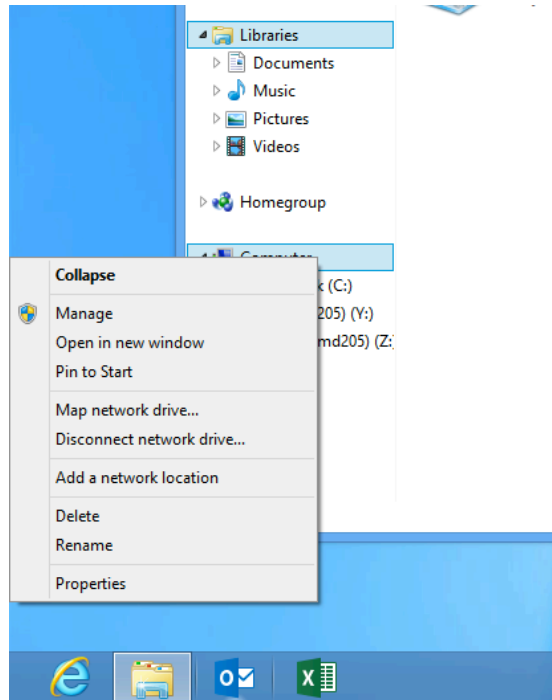 Libraries
Documents
Music
Pictures
Videos
Homegroup
Computer
Collapse
(C:)
Manage
205) (Y:)
Open in new window
md205) (Z:
Pin to Start
Map network drive...
Disconnect network drive...
Add a network location
Delete
Rename
Properties